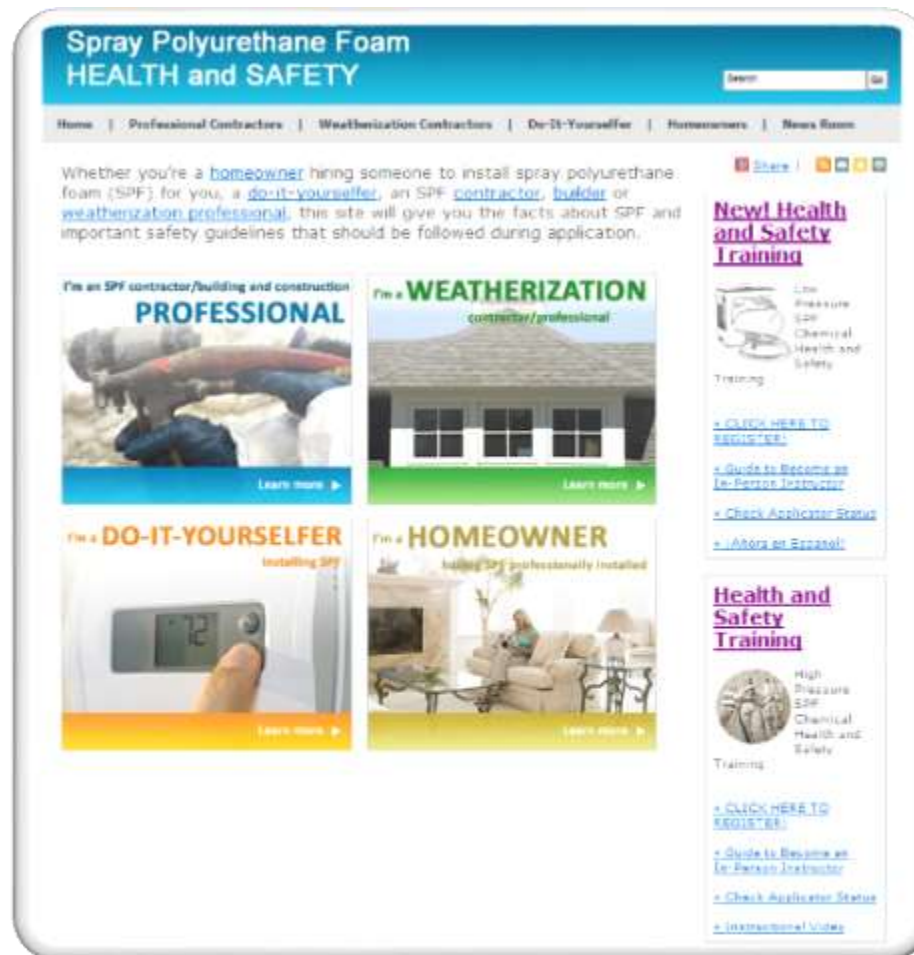 Spray Polyurethane Foam
HEALTH and SAFETY
Search
Go
Home | Professional Contractors | Weatherization Contractors | Do-It-Yourselfer | Homeowners | News Room
Whether you're a homeowner hiring someone to install spray polyurethane
foam (SPF) for you, a do-it-yourselfer, an SPF contractor, builder or
weatherization professional, this site will give you the facts about SPF and
important safety guidelines that should be followed during application.
I'm an SPF contractor/building and construction
PROFESSIONAL
Learn more
I'm a WEATHERIZATION
contractor/professional
Learn more
I'm a DO-IT-YOURSELFER
installing SPF
72
Learn more
I'm a HOMEOWNER
having SPF professionally installed
Learn more
Share |
New! Health
and Safety
Training
Low
Pressure
SPF
Chemical
Health and
Safety
Training
» CLICK HERE TO
REGISTER!
» Guide to Become an
In-Person Instructor
» Check Applicator Status
» ¡Ahora en Espanol!
Health and
Safety
Training
High
Pressure
SPF
Chemical
Health and
Safety
Training
» CLICK HERE TO
REGISTER!
» Guide to Become an
In-Person Instructor
» Check Applicator Status
» Instructional Video